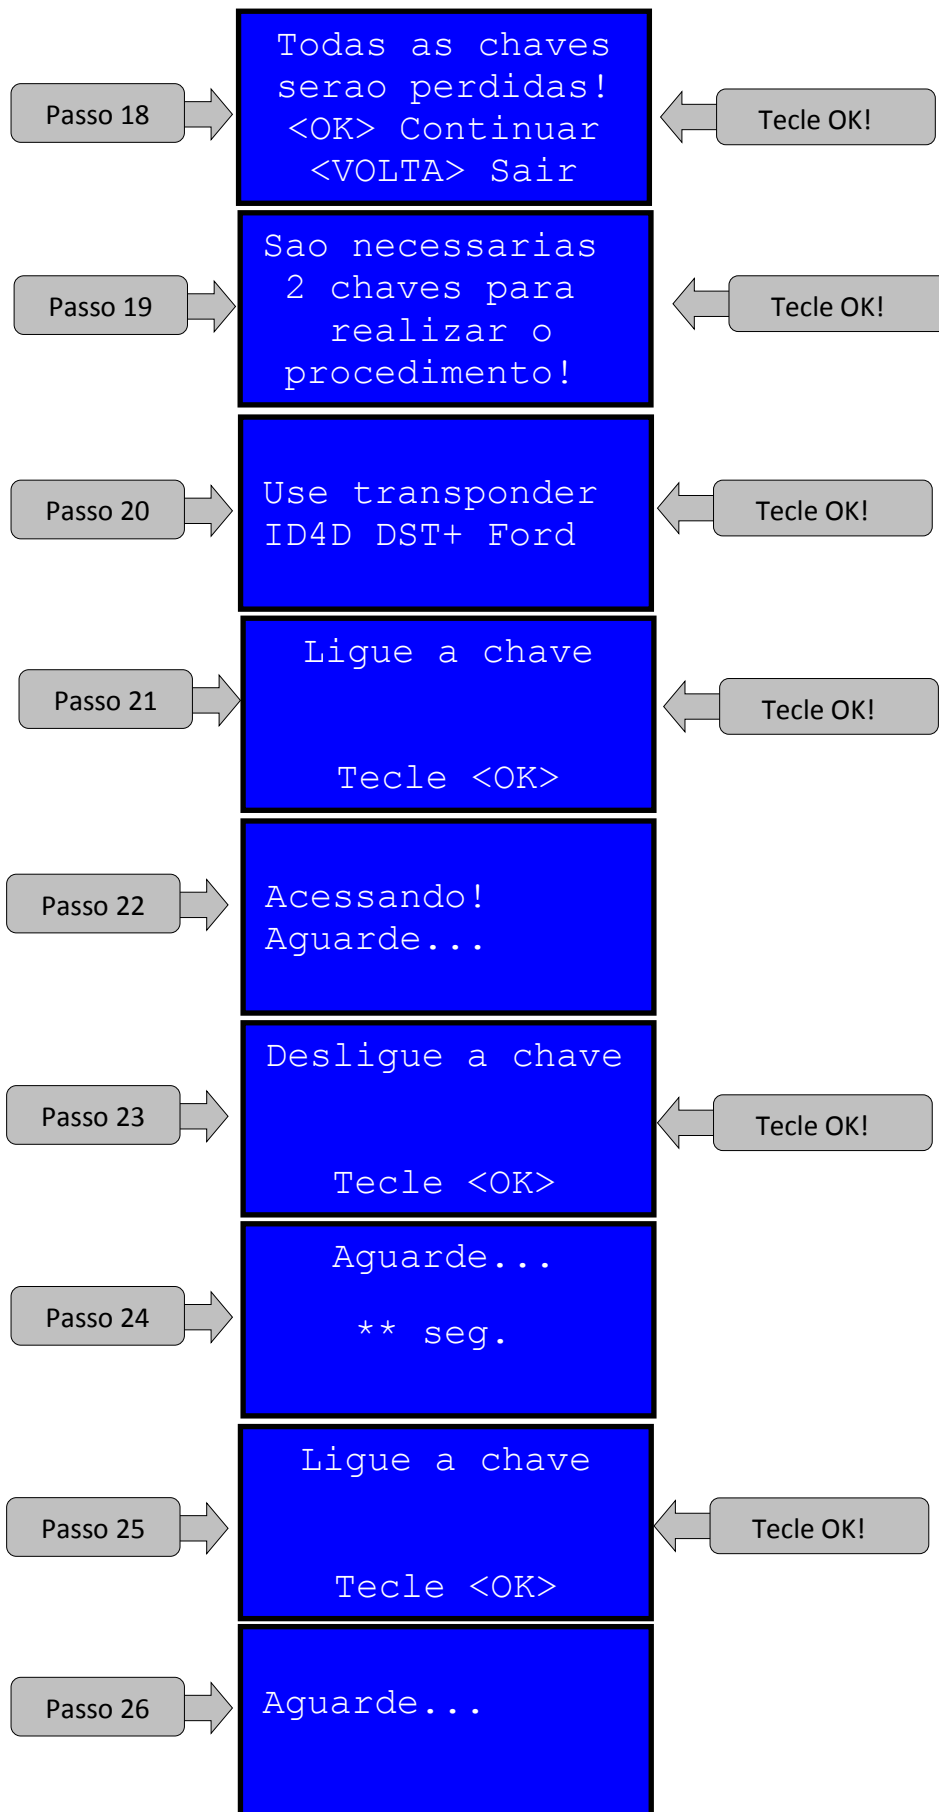 Passo 18
Todas as chaves
serao perdidas!
<OK> Continuar
<VOLTA> Sair
Tecle OK!
Passo 19
Sao necessarias
2 chaves para
realizar o
procedimento!
Tecle OK!
Passo 20
Use transponder
ID4D DST+ Ford
Tecle OK!
Passo 21
Ligue a chave
Tecle <OK>
Tecle OK!
Passo 22
Acessando!
Aguarde...
Passo 23
Desligue a chave
Tecle <OK>
Tecle OK!
Passo 24
Aguarde...
** seg.
Passo 25
Ligue a chave
Tecle <OK>
Tecle OK!
Passo 26
Aguarde...